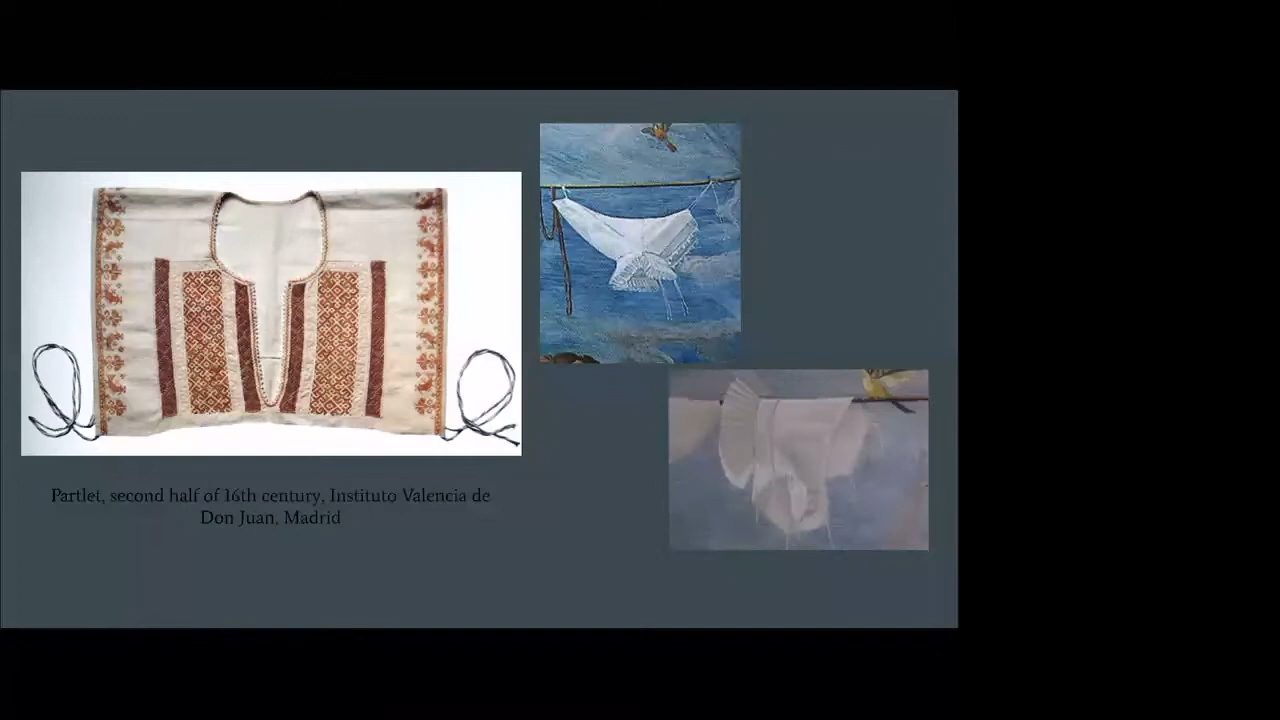 Partlet, second half of 16th century, Instituto Valencia de
Don Juan, Madrid